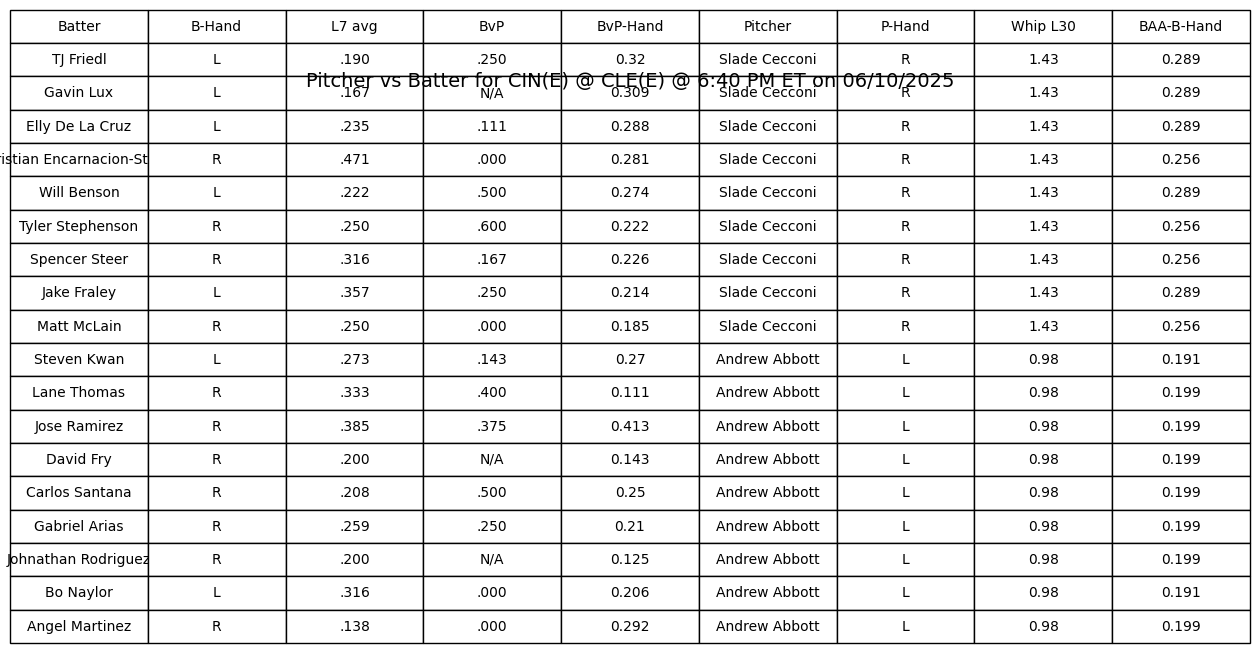 Batter B-Hand L7 avg BvP BvP-Hand Pitcher P-Hand Whip L30 BAA-B-Hand
TJ Friedl L .190 .250 0.32 Slade Cecconi R 1.43 0.289
Pitcher vs Batter for CIN(E) @ CLE(E) @ 6:40 PM ET on 06/10/2025
Gavin Lux L .167 N/A 0.309 Slade Cecconi R 1.43 0.289
Elly De La Cruz L .235 .111 0.288 Slade Cecconi R 1.43 0.289
ristian Encarnacion-St R .471 .000 0.281 Slade Cecconi R 1.43 0.256
Will Benson L .222 .500 0.274 Slade Cecconi R 1.43 0.289
Tyler Stephenson R .250 .600 0.222 Slade Cecconi R 1.43 0.256
Spencer Steer R .316 .167 0.226 Slade Cecconi R 1.43 0.256
Jake Fraley L .357 .250 0.214 Slade Cecconi R 1.43 0.289
Matt McLain R .250 .000 0.185 Slade Cecconi R 1.43 0.256
Steven Kwan L .273 .143 0.27 Andrew Abbott L 0.98 0.191
Lane Thomas R .333 .400 0.111 Andrew Abbott L 0.98 0.199
Jose Ramirez R .385 .375 0.413 Andrew Abbott L 0.98 0.199
David Fry R .200 N/A 0.143 Andrew Abbott L 0.98 0.199
Carlos Santana R .208 .500 0.25 Andrew Abbott L 0.98 0.199
Gabriel Arias R .259 .250 0.21 Andrew Abbott L 0.98 0.199
Johnathan Rodriguez R .200 N/A 0.125 Andrew Abbott L 0.98 0.199
Bo Naylor L .316 .000 0.206 Andrew Abbott L 0.98 0.191
Angel Martinez R .138 .000 0.292 Andrew Abbott L 0.98 0.199